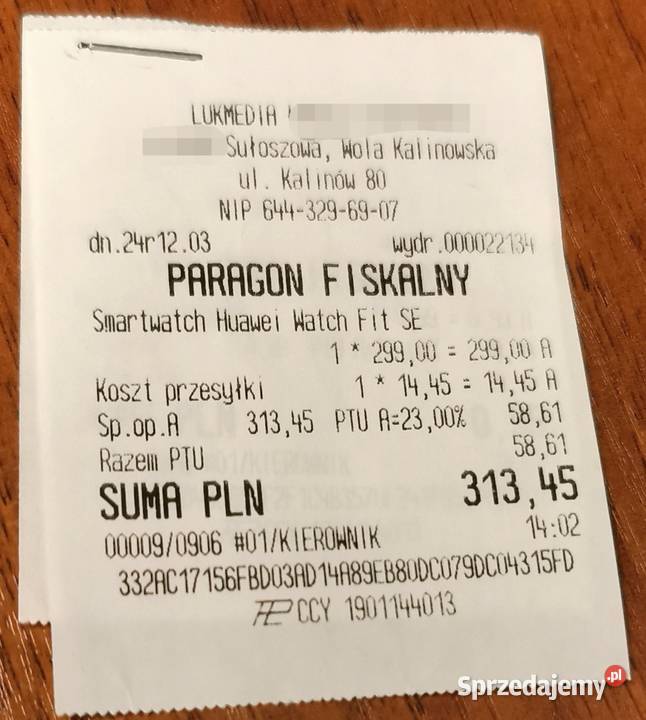 LUKMEDIA
Sułoszowa, Wola Kalinowska
ul. Kalinów 80
NIP 644-329-69-07
dn.24r12.03 wydr.000022134
PARAGON FISKALNY
Smartwatch Huawei Watch Fit SE
1 * 299,00 = 299,00 A
Koszt przesyłki 1 * 14,45 = 14,45 A
Sp.op.A 313,45 PTU A=23,00% 58,61
Razem PTU 58,61
SUMA PLN 313,45
00009/0906 #01/KIEROWNIK 14:02
332AC17156FBD03AD14A89EB80DC079DC04315FD
CCY 1901144013
Sprzedajemy.pl